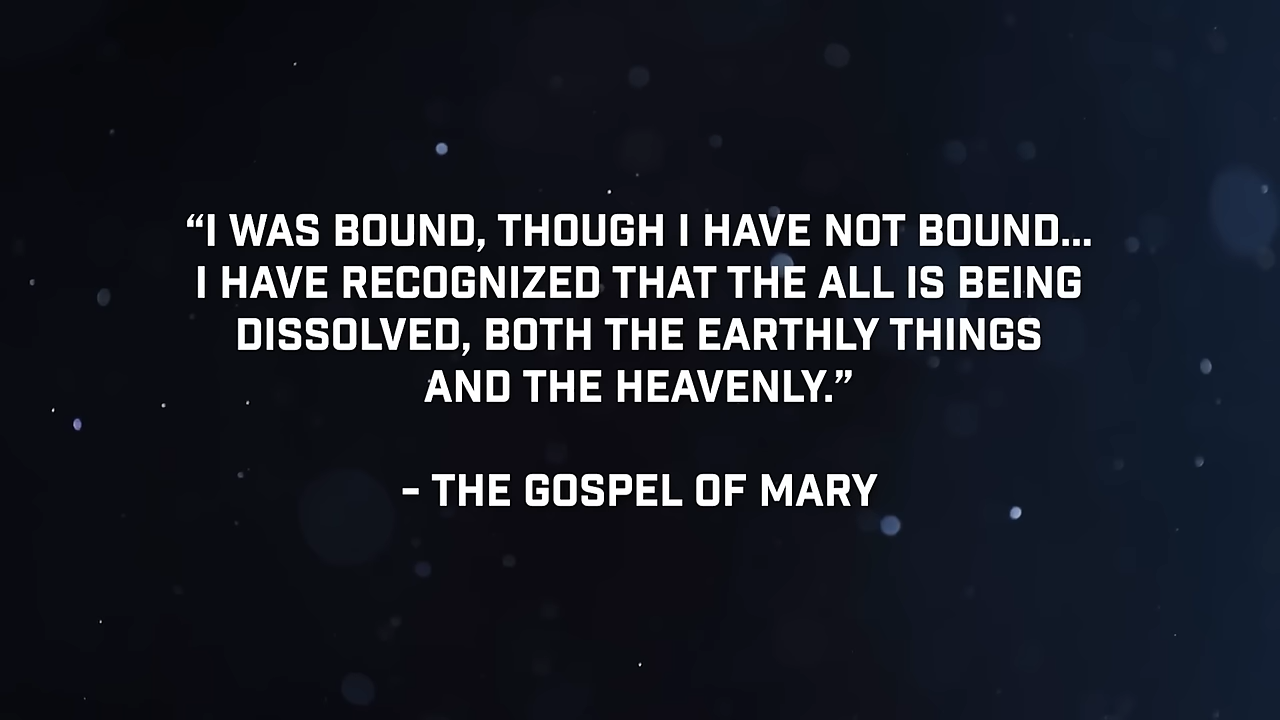 “I WAS BOUND, THOUGH I HAVE NOT BOUND...
I HAVE RECOGNIZED THAT THE ALL IS BEING
DISSOLVED, BOTH THE EARTHLY THINGS
AND THE HEAVENLY.”
– THE GOSPEL OF MARY